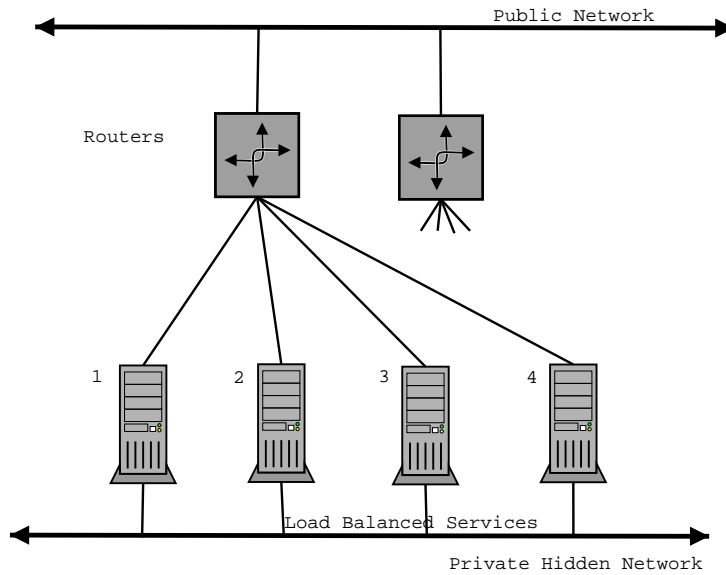 Public Network
Routers
1
2
3
4
Load Balanced Services
Private Hidden Network